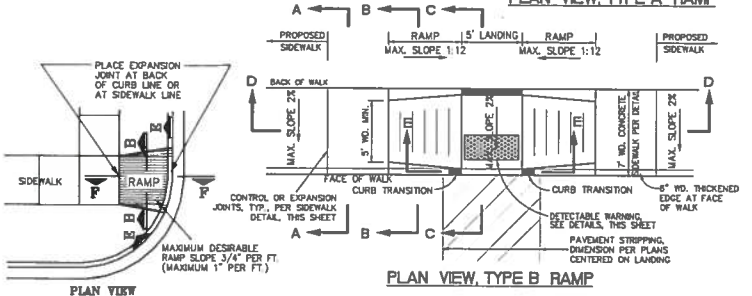 PLAN VIEW, TYPE A RAMP
A
B
C
PROPOSED
SIDEWALK
RAMP
MAX. SLOPE 1:12
5' LANDING
RAMP
MAX. SLOPE 1:12
PROPOSED
SIDEWALK
PLACE EXPANSION
JOINT AT BACK
OF CURB LINE OR
AT SIDEWALK LINE
D
BACK OF WALK
D
MAX. SLOPE 2%
5' WD. MIN.
E
MAX. SLOPE 2%
E
7' WD. CONCRETE
SIDEWALK PER DETAIL
MAX. SLOPE 2%
E
B
SIDEWALK
F
RAMP
F
B
E
FACE OF WALK
CURB TRANSITION
CURB TRANSITION
6" WD. THICKENED
EDGE AT FACE
OF WALK
CONTROL OR EXPANSION
JOINTS, TYP., PER SIDEWALK
DETAIL, THIS SHEET
DETECTABLE WARNING,
SEE DETAILS, THIS SHEET
A
B
C
PAVEMENT STRIPPING,
DIMENSION PER PLANS
CENTERED ON LANDING
MAXIMUM DESIRABLE
RAMP SLOPE 3/4" PER FT.
(MAXIMUM 1" PER FT.)
PLAN VIEW
PLAN VIEW, TYPE B RAMP